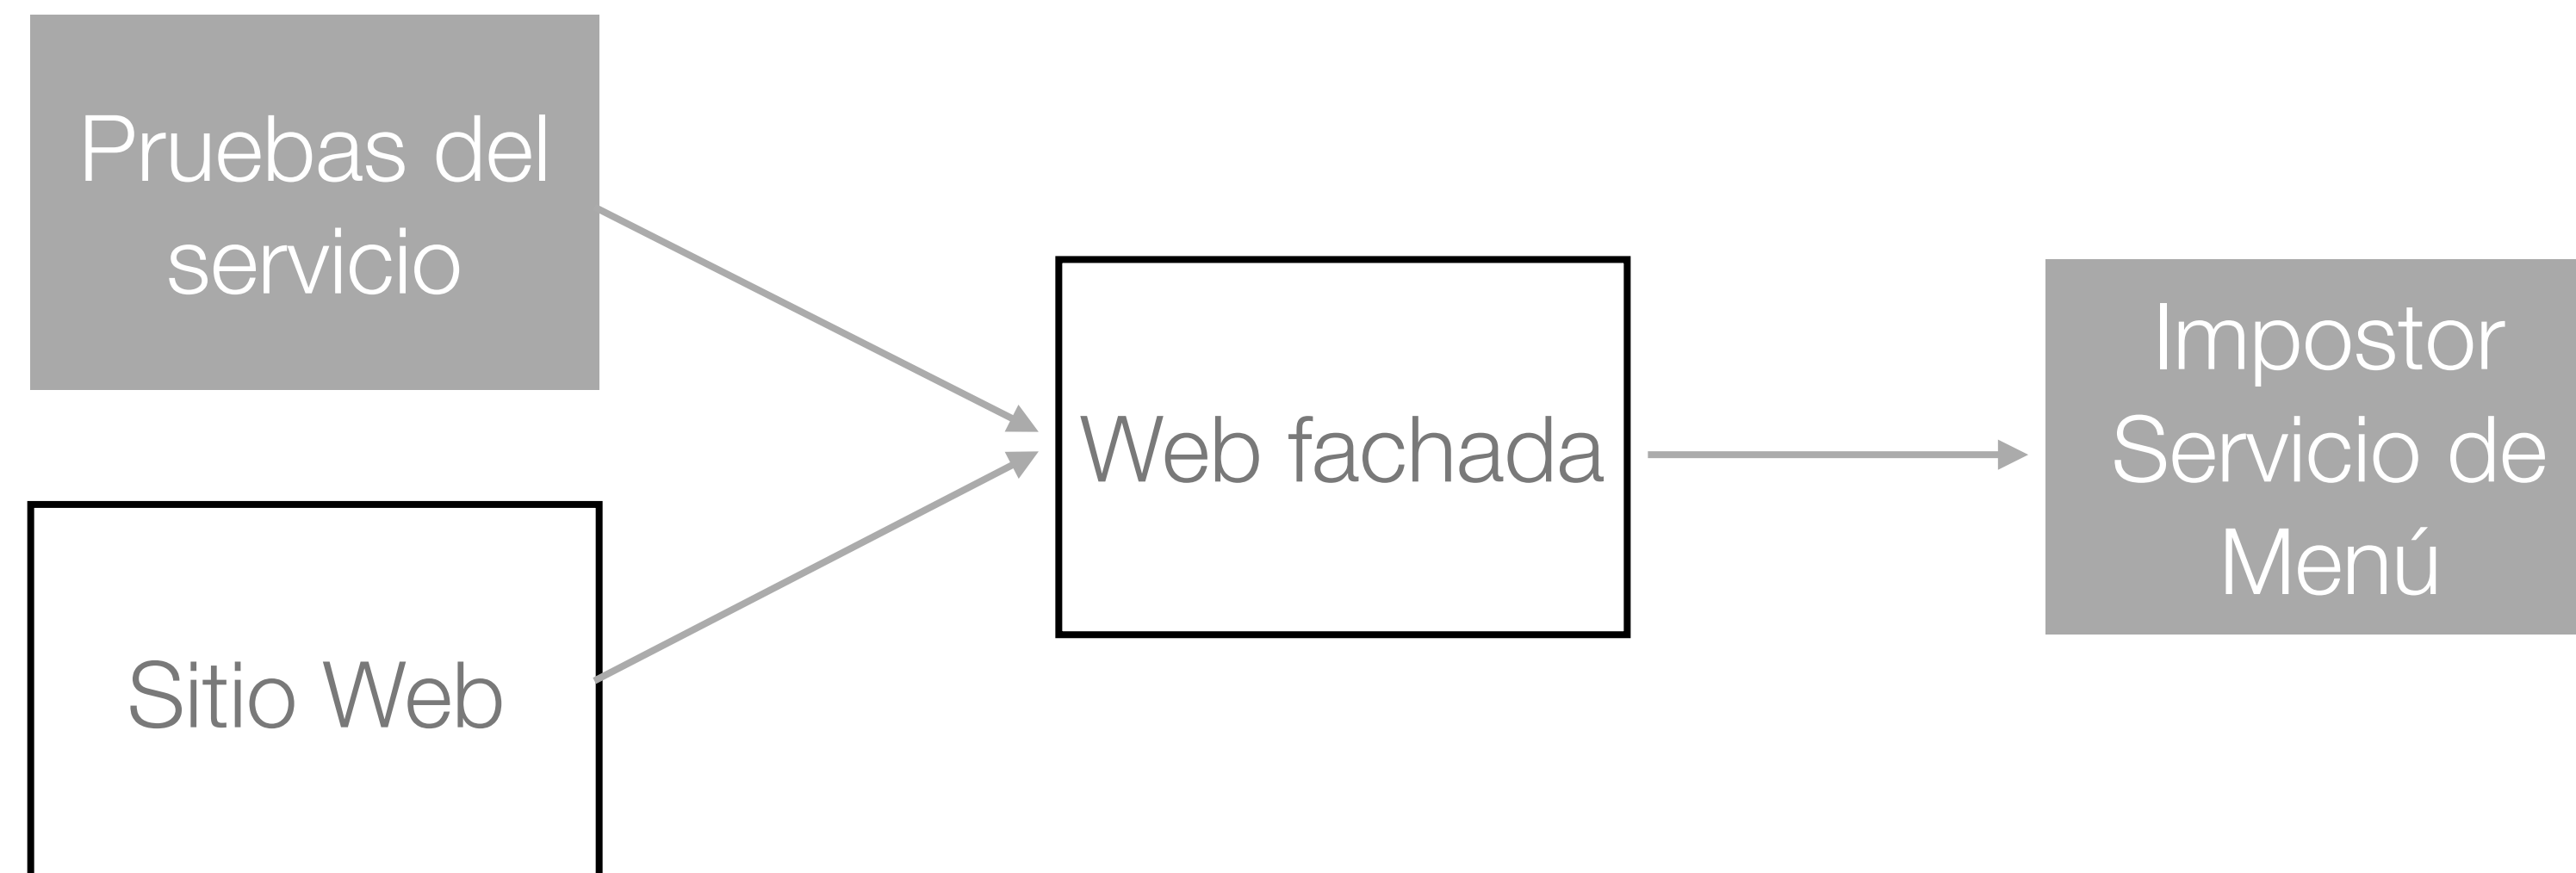 Pruebas del
servicio
Sitio Web
Web fachada
Impostor
Servicio de
Menú